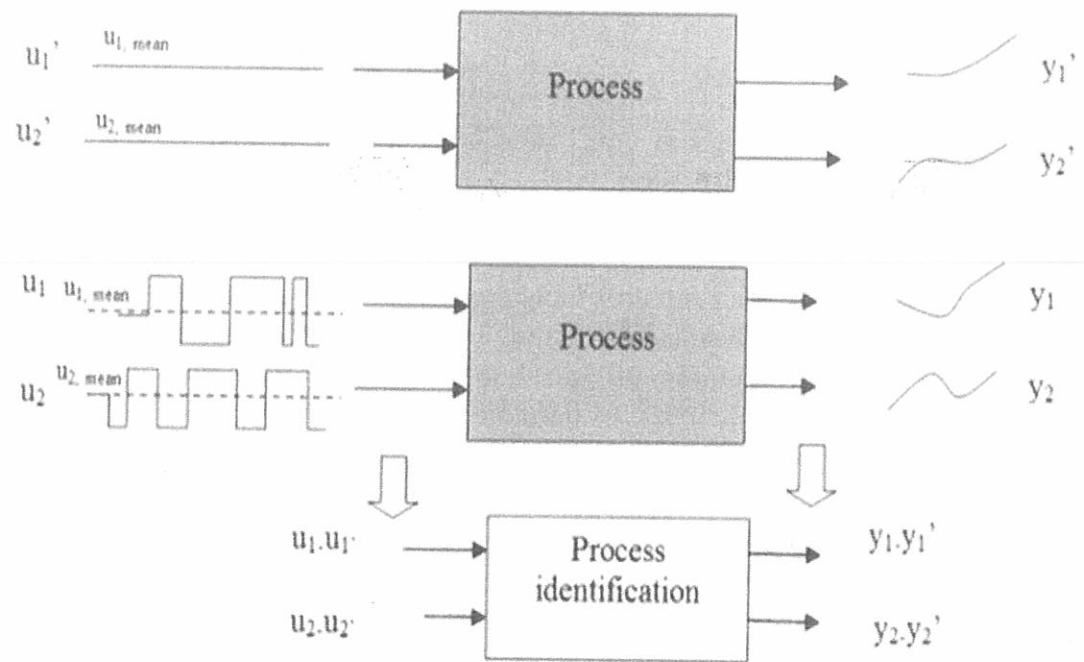 u₁’ u₁, mean
Process
y₁’
u₂’ u₂, mean
y₂’
u₁ u₁, mean
y₁
Process
u₂ u₂, mean
y₂
u₁.u₁’
Process
identification
y₁.y₁’
u₂.u₂’
y₂.y₂’